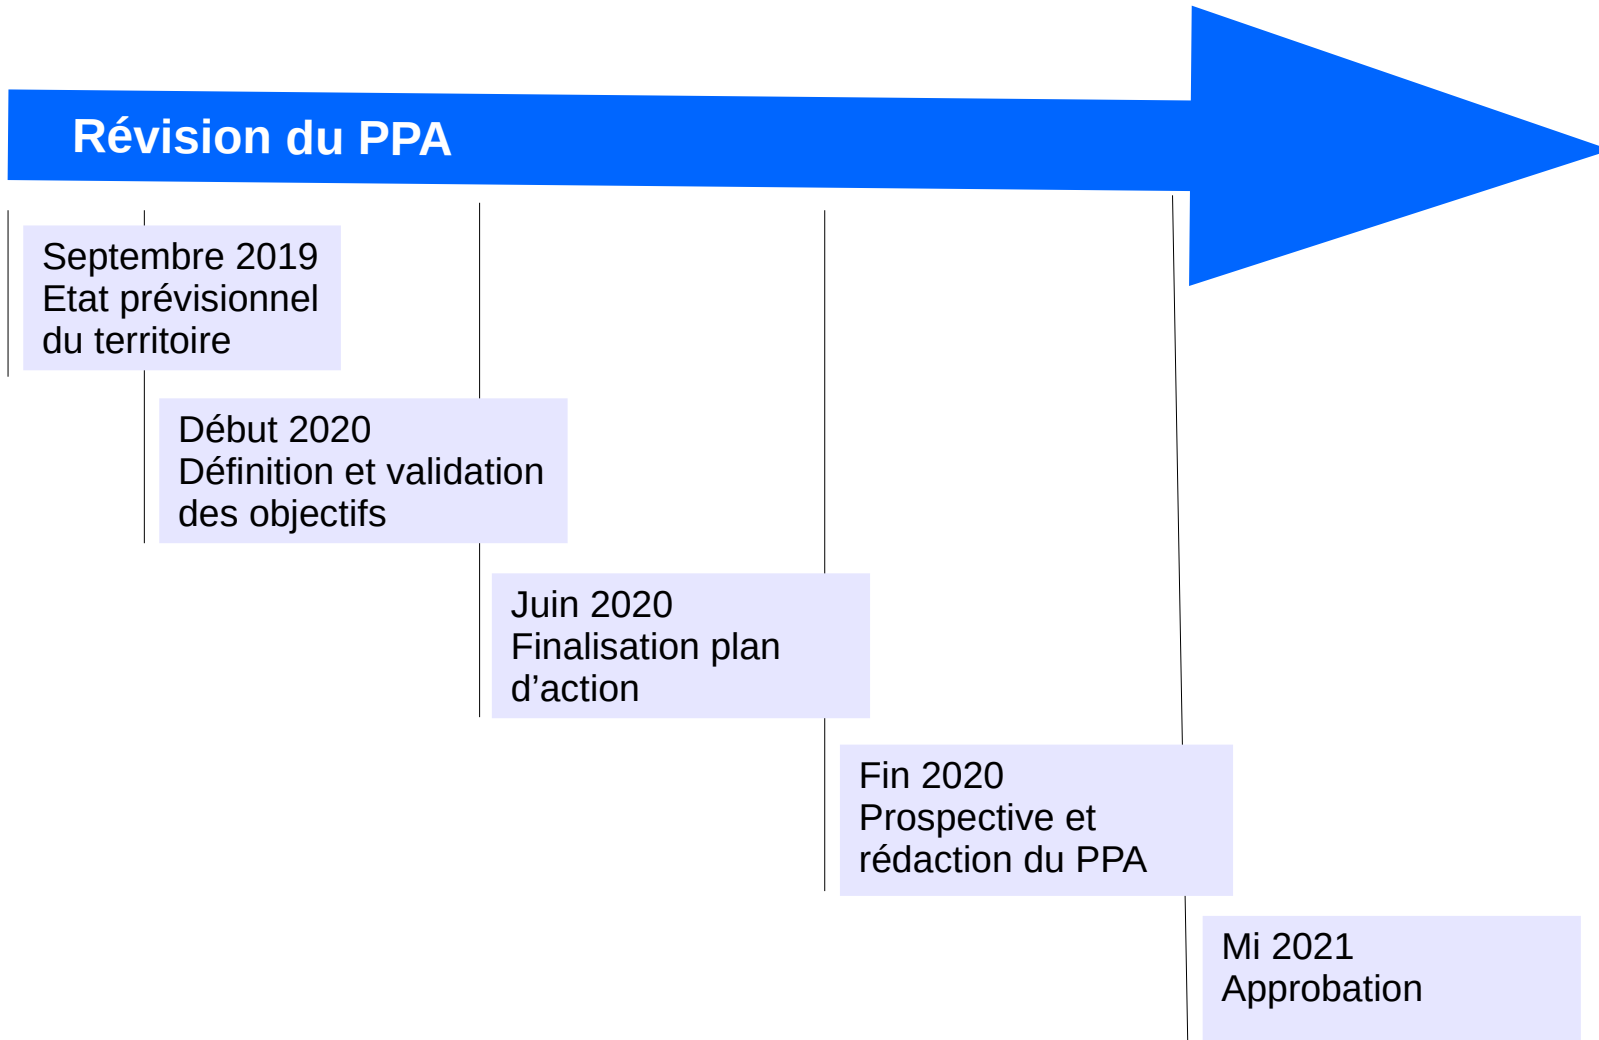 Révision du PPA
Septembre 2019
Etat prévisionnel
du territoire
Début 2020
Définition et validation
des objectifs
Juin 2020
Finalisation plan
d’action
Fin 2020
Prospective et
rédaction du PPA
Mi 2021
Approbation